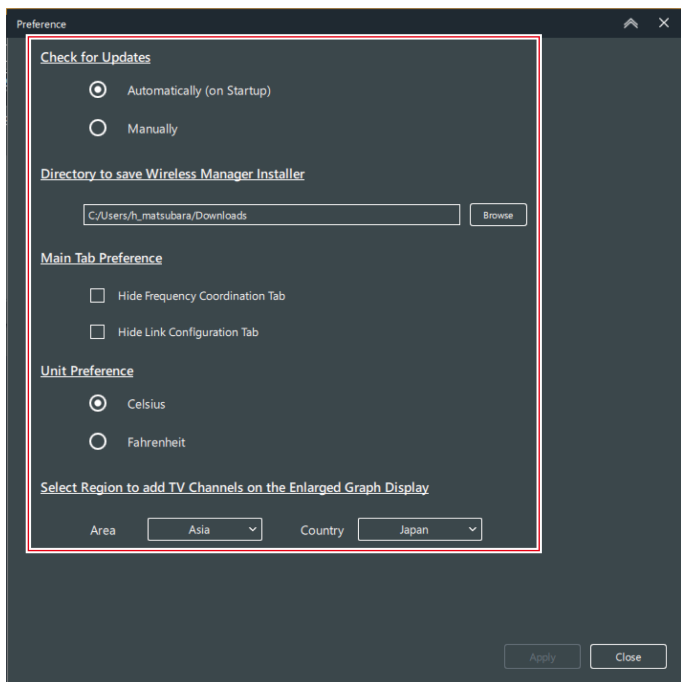 Preference
Check for Updates
Automatically (on Startup)
Manually
Directory to save Wireless Manager Installer
C:/Users/h_matsubara/Downloads Browse
Main Tab Preference
Hide Frequency Coordination Tab
Hide Link Configuration Tab
Unit Preference
Celsius
Fahrenheit
Select Region to add TV Channels on the Enlarged Graph Display
Area Asia Country Japan
Apply Close